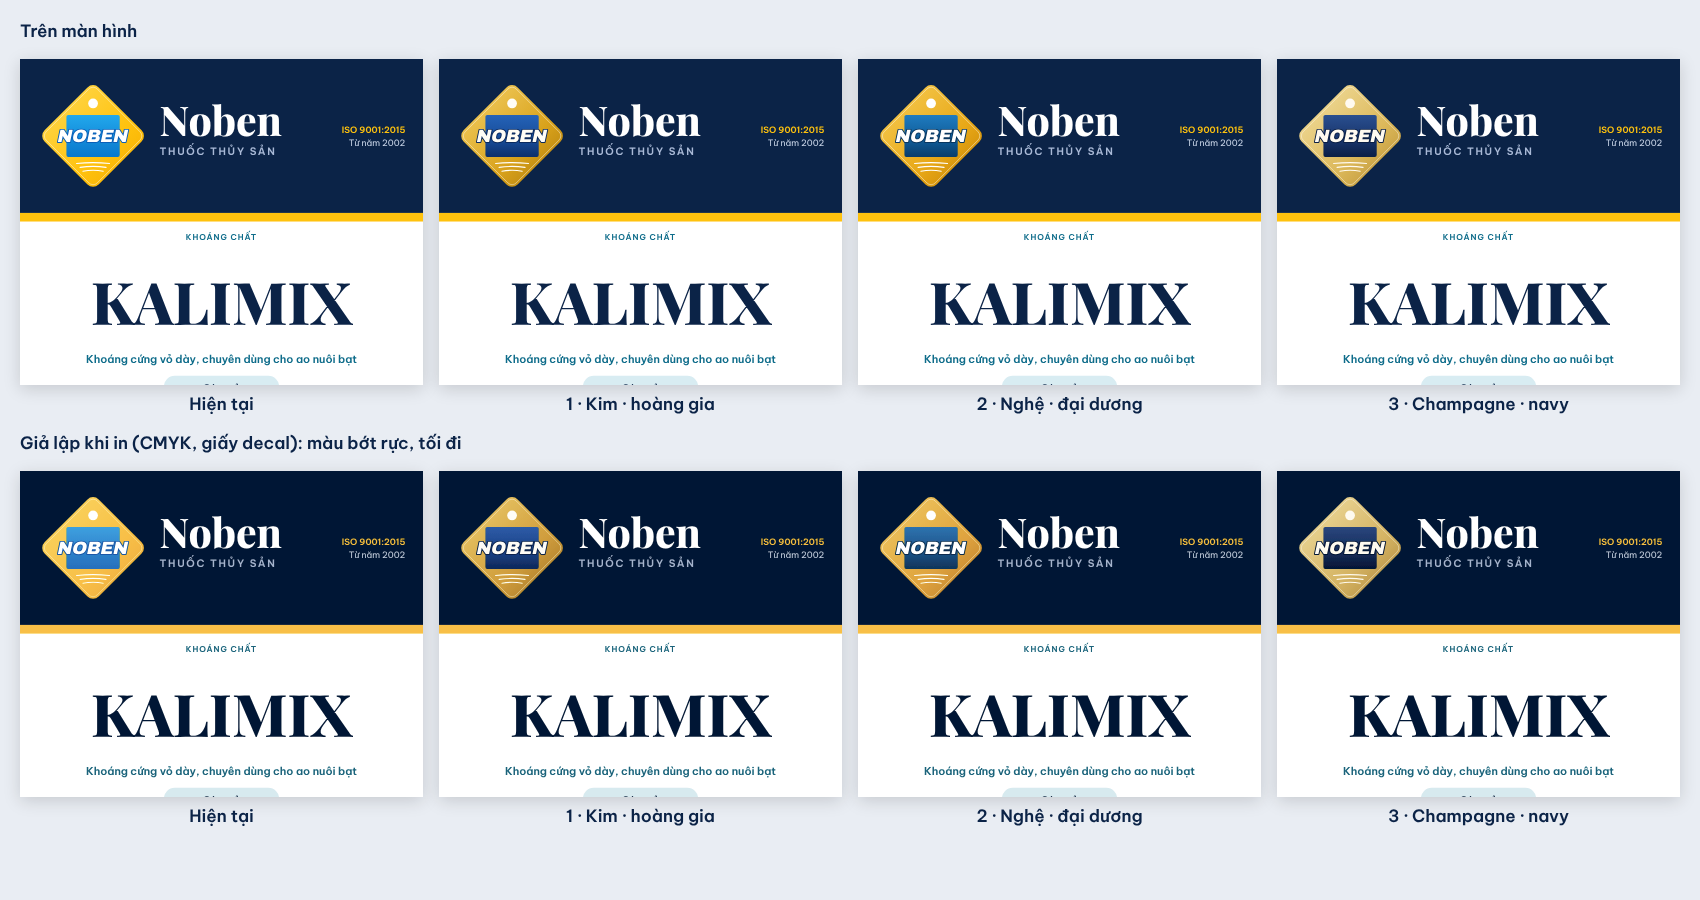 Trên màn hình
NOBEN
Noben
THUỐC THỦY SẢN
ISO 9001:2015
Từ năm 2002
KHOÁNG CHẤT
KALIMIX
Khoáng cứng vỏ dày, chuyên dùng cho ao nuôi bạt
Hiện tại
NOBEN
Noben
THUỐC THỦY SẢN
ISO 9001:2015
Từ năm 2002
KHOÁNG CHẤT
KALIMIX
Khoáng cứng vỏ dày, chuyên dùng cho ao nuôi bạt
1 · Kim · hoàng gia
NOBEN
Noben
THUỐC THỦY SẢN
ISO 9001:2015
Từ năm 2002
KHOÁNG CHẤT
KALIMIX
Khoáng cứng vỏ dày, chuyên dùng cho ao nuôi bạt
2 · Nghệ · đại dương
NOBEN
Noben
THUỐC THỦY SẢN
ISO 9001:2015
Từ năm 2002
KHOÁNG CHẤT
KALIMIX
Khoáng cứng vỏ dày, chuyên dùng cho ao nuôi bạt
3 · Champagne · navy
Giả lập khi in (CMYK, giấy decal): màu bớt rực, tối đi
NOBEN
Noben
THUỐC THỦY SẢN
ISO 9001:2015
Từ năm 2002
KHOÁNG CHẤT
KALIMIX
Khoáng cứng vỏ dày, chuyên dùng cho ao nuôi bạt
Hiện tại
NOBEN
Noben
THUỐC THỦY SẢN
ISO 9001:2015
Từ năm 2002
KHOÁNG CHẤT
KALIMIX
Khoáng cứng vỏ dày, chuyên dùng cho ao nuôi bạt
1 · Kim · hoàng gia
NOBEN
Noben
THUỐC THỦY SẢN
ISO 9001:2015
Từ năm 2002
KHOÁNG CHẤT
KALIMIX
Khoáng cứng vỏ dày, chuyên dùng cho ao nuôi bạt
2 · Nghệ · đại dương
NOBEN
Noben
THUỐC THỦY SẢN
ISO 9001:2015
Từ năm 2002
KHOÁNG CHẤT
KALIMIX
Khoáng cứng vỏ dày, chuyên dùng cho ao nuôi bạt
3 · Champagne · navy